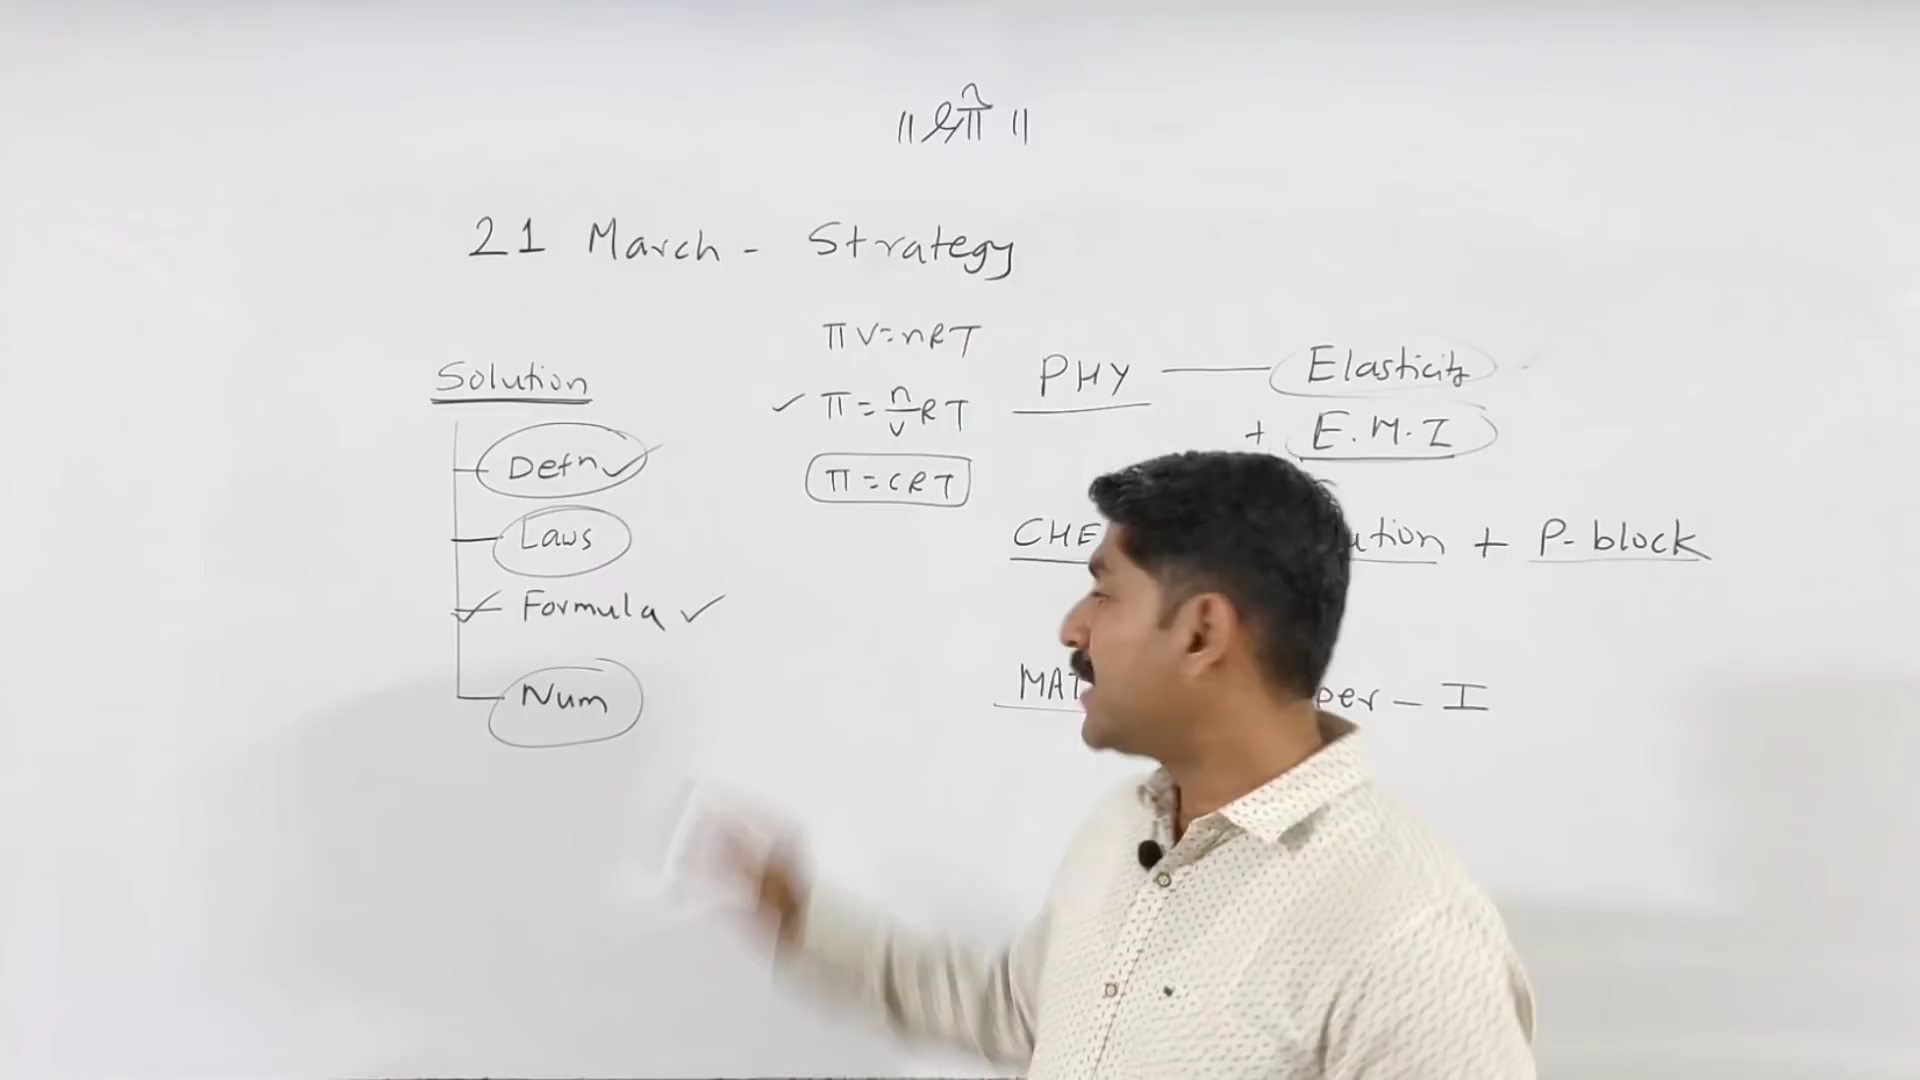 ॥ श्री ॥
21 March - Strategy
Solution
Defn ✓
Laws
✓ Formula ✓
Num
πV=nRT
✓ π = n/v RT
π = CRT
PHY — Elasticity
+ E.M.I
+ P-block
- I